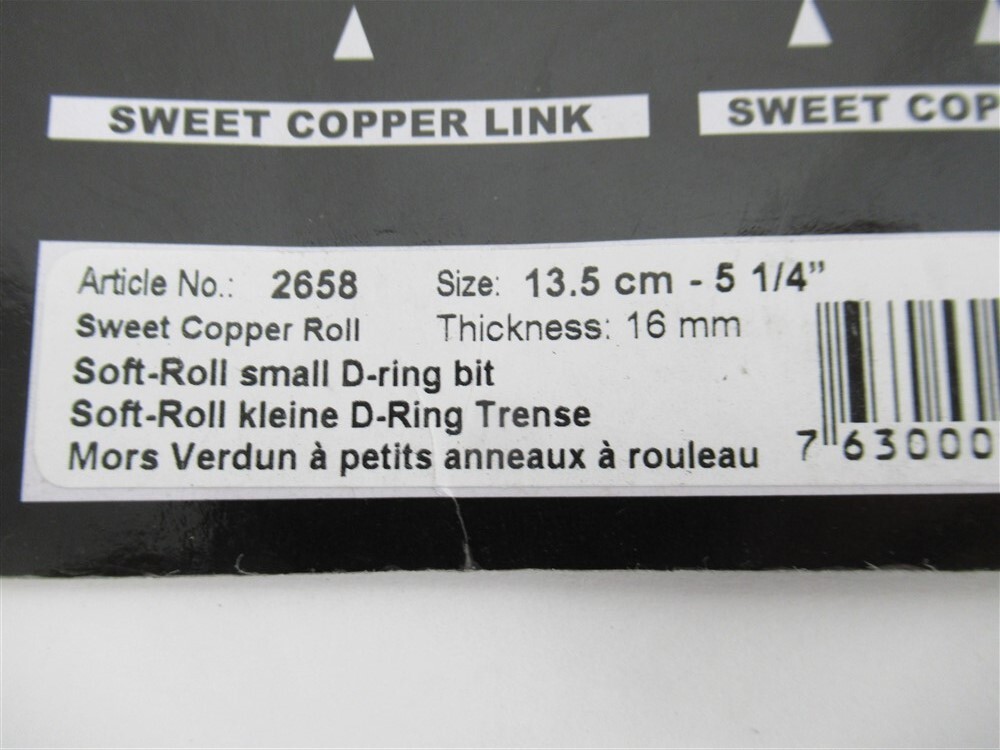 SWEET COPPER LINK
SWEET COP
Article No.: 2658 Size: 13.5 cm - 5 1/4”
Sweet Copper Roll Thickness: 16 mm
Soft-Roll small D-ring bit
Soft-Roll kleine D-Ring Trense
Mors Verdun à petits anneaux à rouleau
7 63000